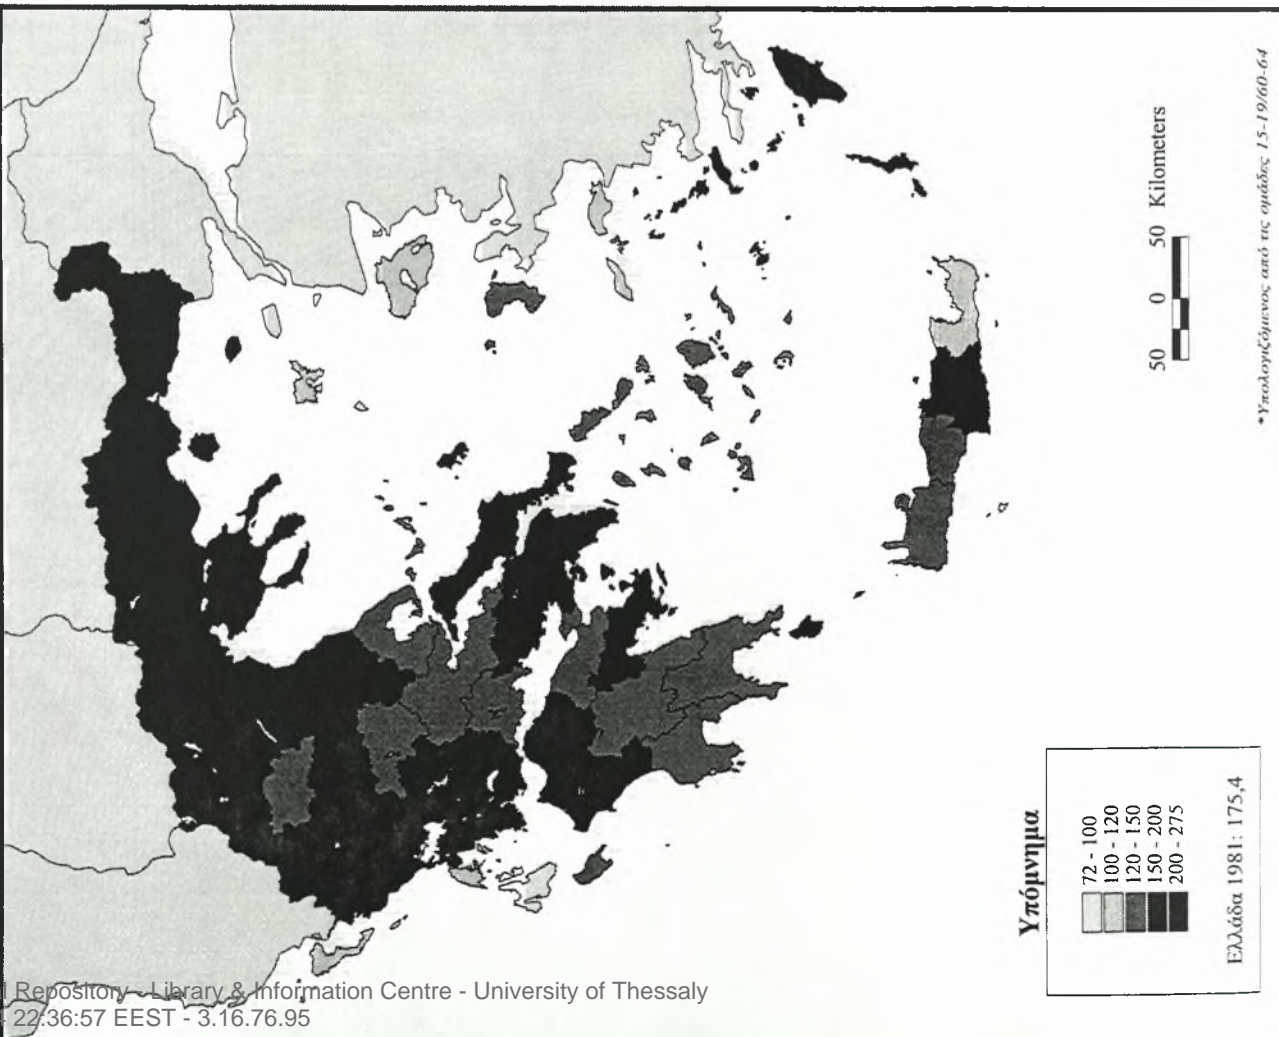 50 0 50 Kilometers
*Υπολογιζόμενος από τις ομάδες 15-19/60-64
Υπόμνημα
72 - 100
100 - 120
120 - 150
150 - 200
200 - 275
Ελλάδα 1981: 175,4
Repository - Library & Information Centre - University of Thessaly
22:36:57 EEST - 3.16.76.95